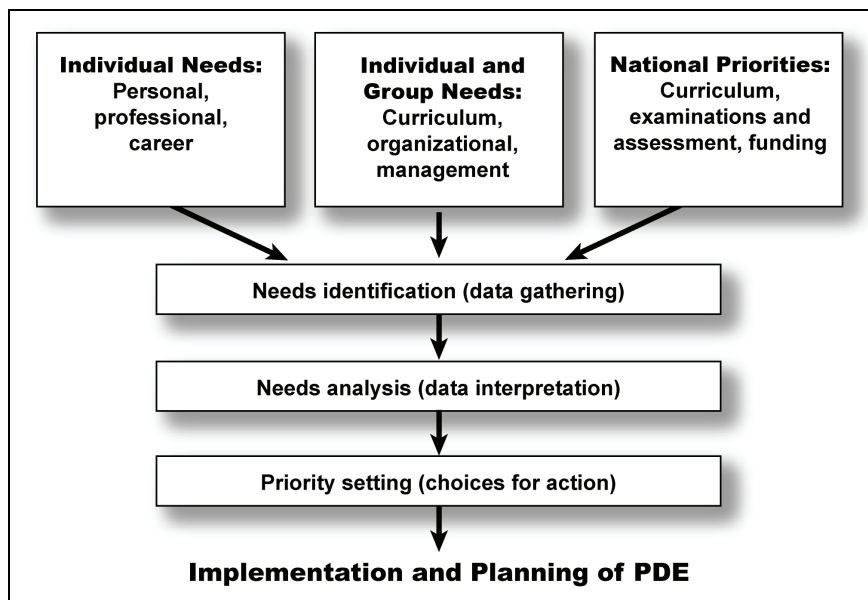 Individual Needs:
Personal,
professional,
career
Individual and
Group Needs:
Curriculum,
organizational,
management
National Priorities:
Curriculum,
examinations and
assessment, funding
Needs identification (data gathering)
Needs analysis (data interpretation)
Priority setting (choices for action)
Implementation and Planning of PDE